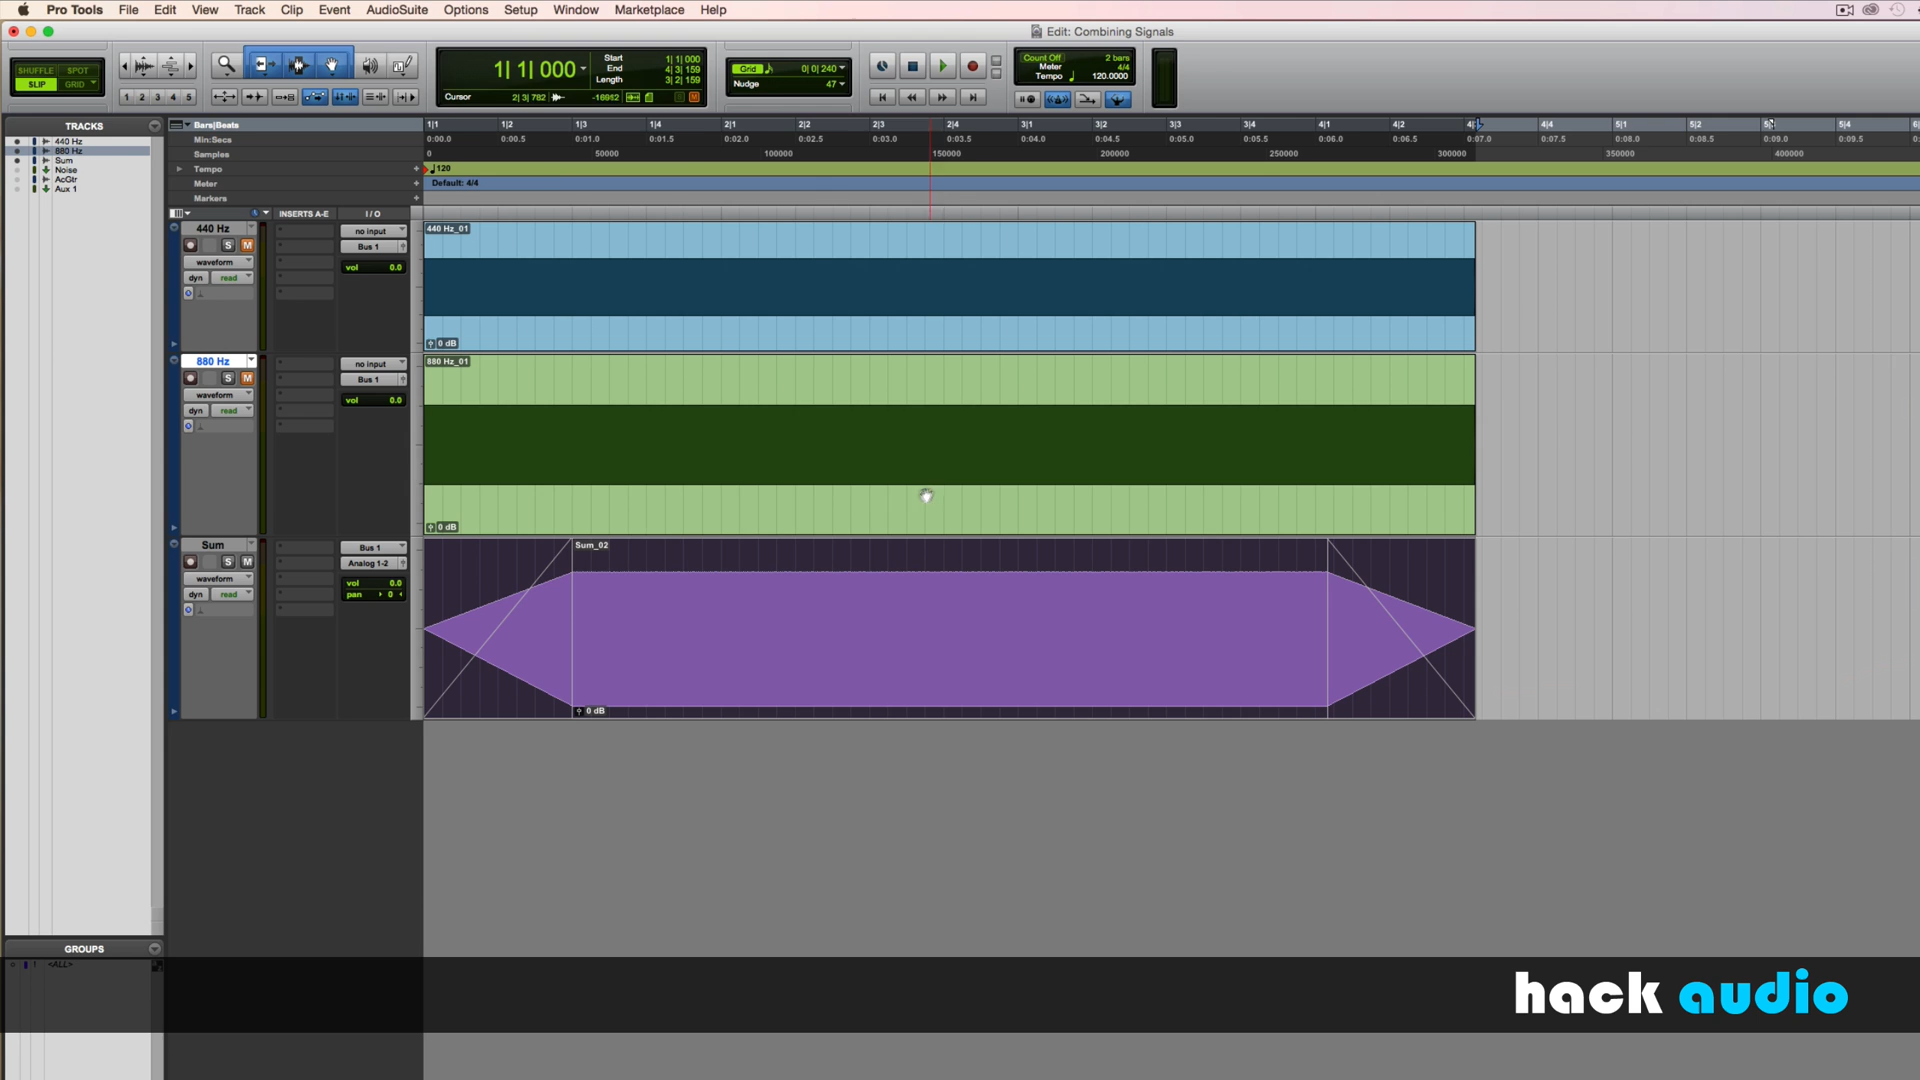 Pro Tools File Edit View Track Clip Event AudioSuite Options Setup Window Marketplace Help
Edit: Combining Signals
SHUFFLE SPOT
SLIP GRID
1 2 3 4 5
1| 1| 000
Start 1| 1| 000
End 4| 3| 159
Length 3| 2| 159
Cursor 2| 3| 782 -16912
Grid 0| 0| 240
Nudge 47
Count Off 2 bars
Meter 4/4
Tempo 120.0000
TRACKS
440 Hz
880 Hz
Sum
Noise
AcGtr
Aux 1
Bars|Beats 1|1 1|2 1|3 1|4 2|1 2|2 2|3 2|4 3|1 3|2 3|3 3|4 4|1 4|2 4|4 5|1 5|2 5|4
Min:Secs 0:00.0 0:00.5 0:01.0 0:01.5 0:02.0 0:02.5 0:03.0 0:03.5 0:04.0 0:04.5 0:05.0 0:05.5 0:06.0 0:06.5 0:07.0 0:07.5 0:08.0 0:08.5 0:09.0 0:09.5
Samples 0 50000 100000 150000 200000 250000 300000 350000 400000
Tempo 120
Meter Default: 4/4
Markers
INSERTS A-E I / O
440 Hz
S M
waveform
dyn read
no input
Bus 1
vol 0.0
440 Hz_01
0 dB
880 Hz
S M
waveform
dyn read
no input
Bus 1
vol 0.0
880 Hz_01
0 dB
Sum
S M
waveform
dyn read
Bus 1
Analog 1-2
vol 0.0
pan 0
Sum_02
0 dB
GROUPS
! <ALL>
hack audio